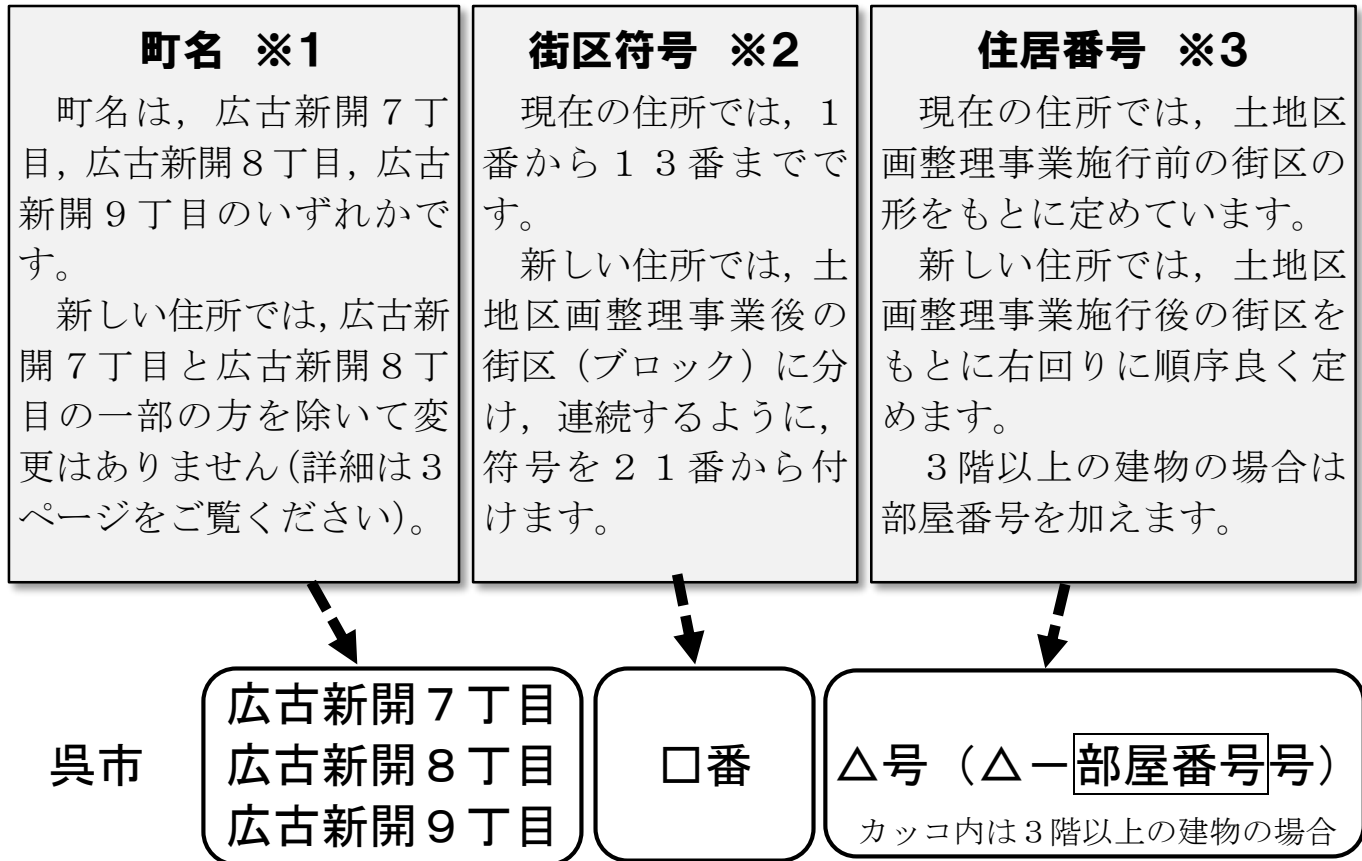 町名 ※1
町名は，広古新開７丁
目，広古新開８丁目，広古
新開９丁目のいずれかで
す。
新しい住所では，広古新
開７丁目と広古新開８丁
目の一部の方を除いて変
更はありません（詳細は３
ページをご覧ください）。
街区符号 ※2
現在の住所では，１
番から１３番までで
す。
新しい住所では，土
地区画整理事業後の
街区（ブロック）に分
け，連続するように，
符号を２１番から付
けます。
住居番号 ※3
現在の住所では，土地区
画整理事業施行前の街区の
形をもとに定めています。
新しい住所では，土地区
画整理事業施行後の街区を
もとに右回りに順序良く定
めます。
３階以上の建物の場合は
部屋番号を加えます。
呉市
広古新開７丁目
広古新開８丁目
広古新開９丁目
□番
△号（△－部屋番号号）
カッコ内は３階以上の建物の場合